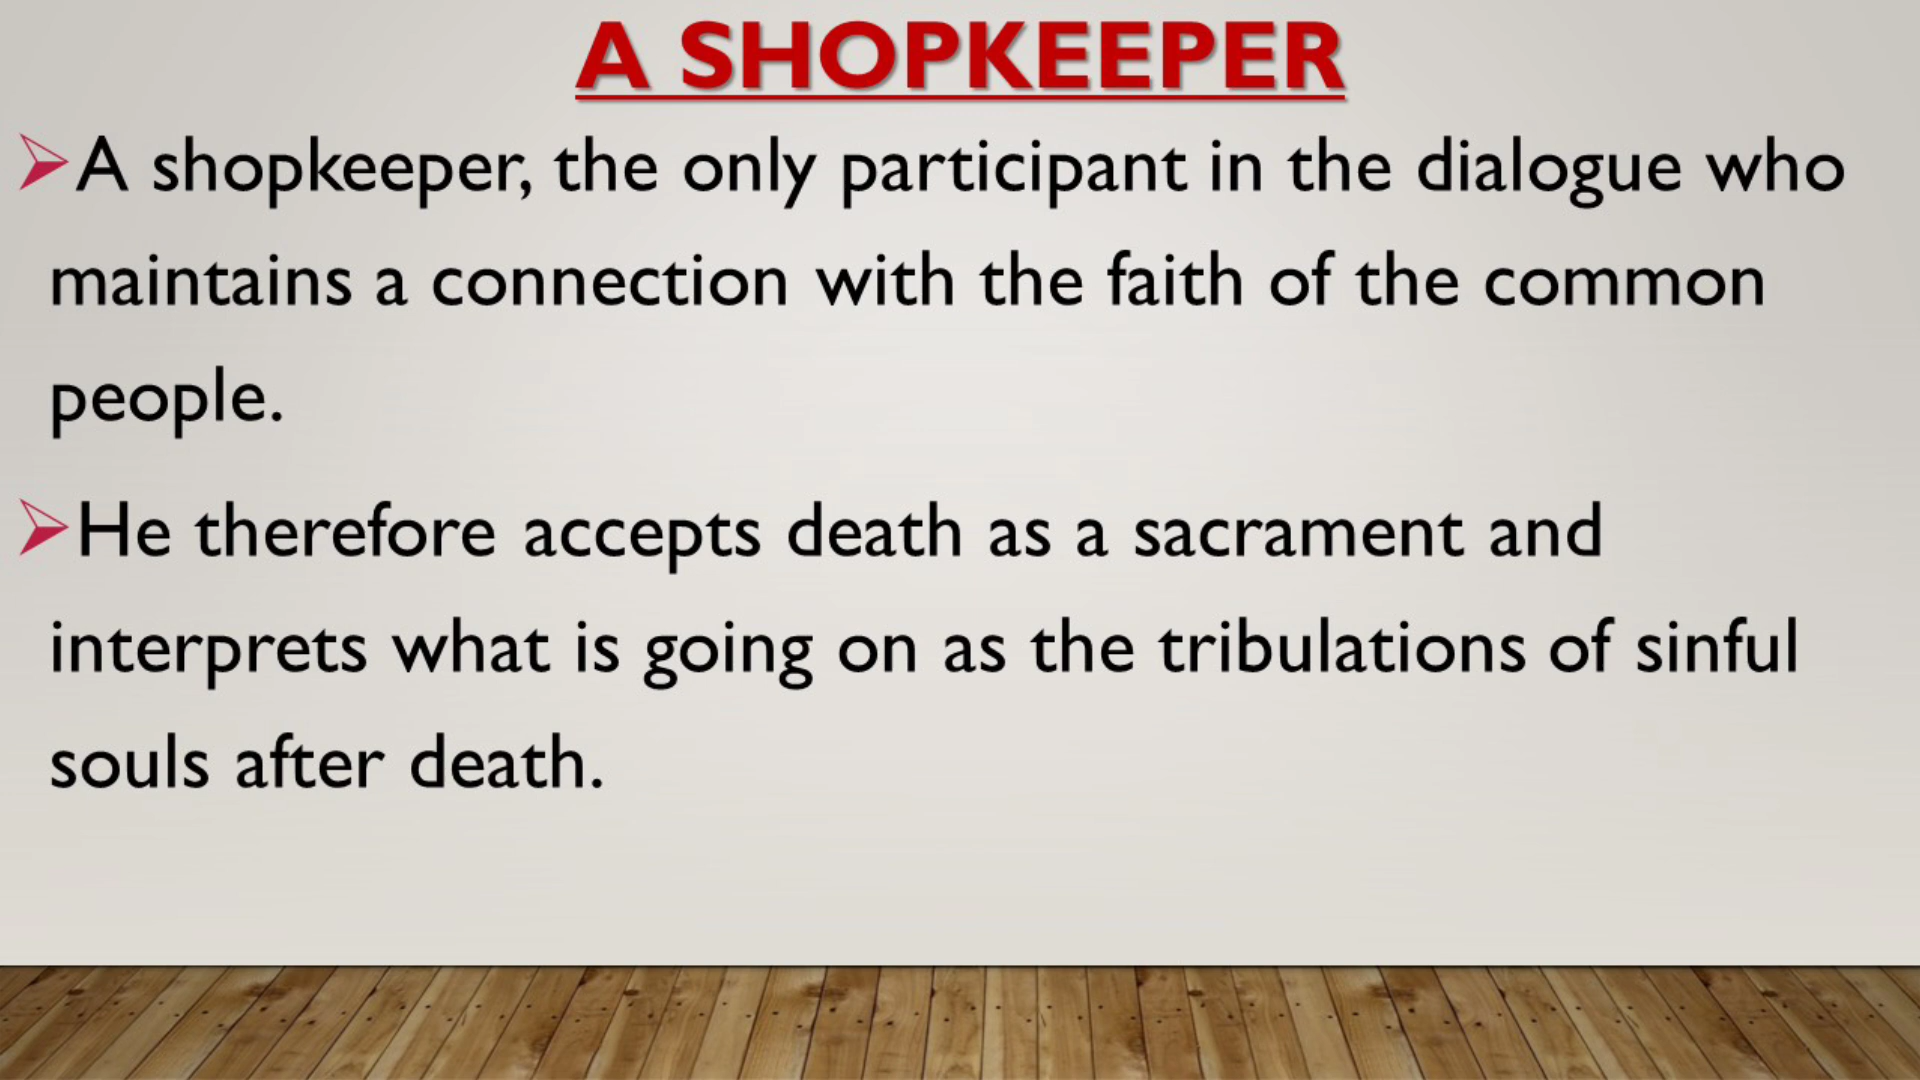 A SHOPKEEPER
A shopkeeper, the only participant in the dialogue who
maintains a connection with the faith of the common
people.
He therefore accepts death as a sacrament and
interprets what is going on as the tribulations of sinful
souls after death.